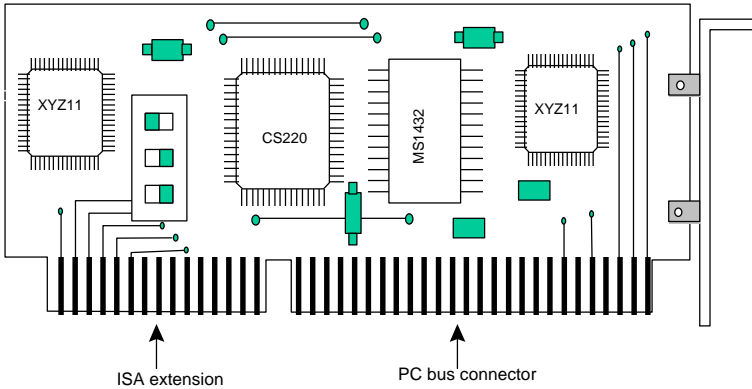 XYZ11
CS220
MS1432
XYZ11
ISA extension
PC bus connector